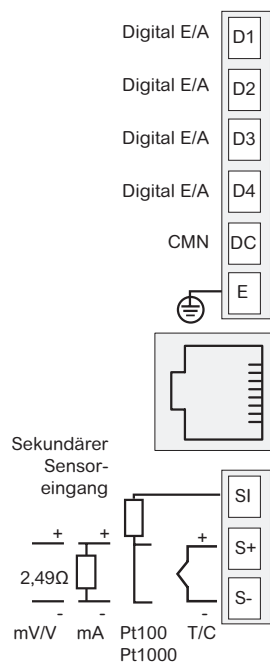 Digital E/A D1
Digital E/A D2
Digital E/A D3
Digital E/A D4
CMN DC
E
Sekundärer
Sensor-
eingang
SI
+ + + S+
2,49Ω
- - - S-
mV/V mA Pt100 T/C
Pt1000